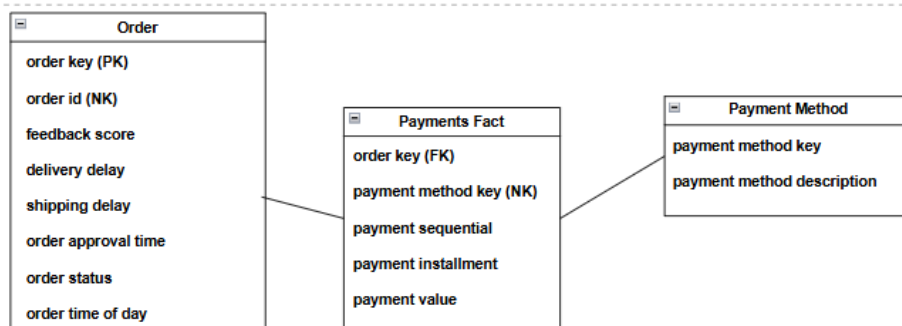 Order
order key (PK)
order id (NK)
feedback score
delivery delay
shipping delay
order approval time
order status
order time of day
Payments Fact
order key (FK)
payment method key (NK)
payment sequential
payment installment
payment value
Payment Method
payment method key
payment method description